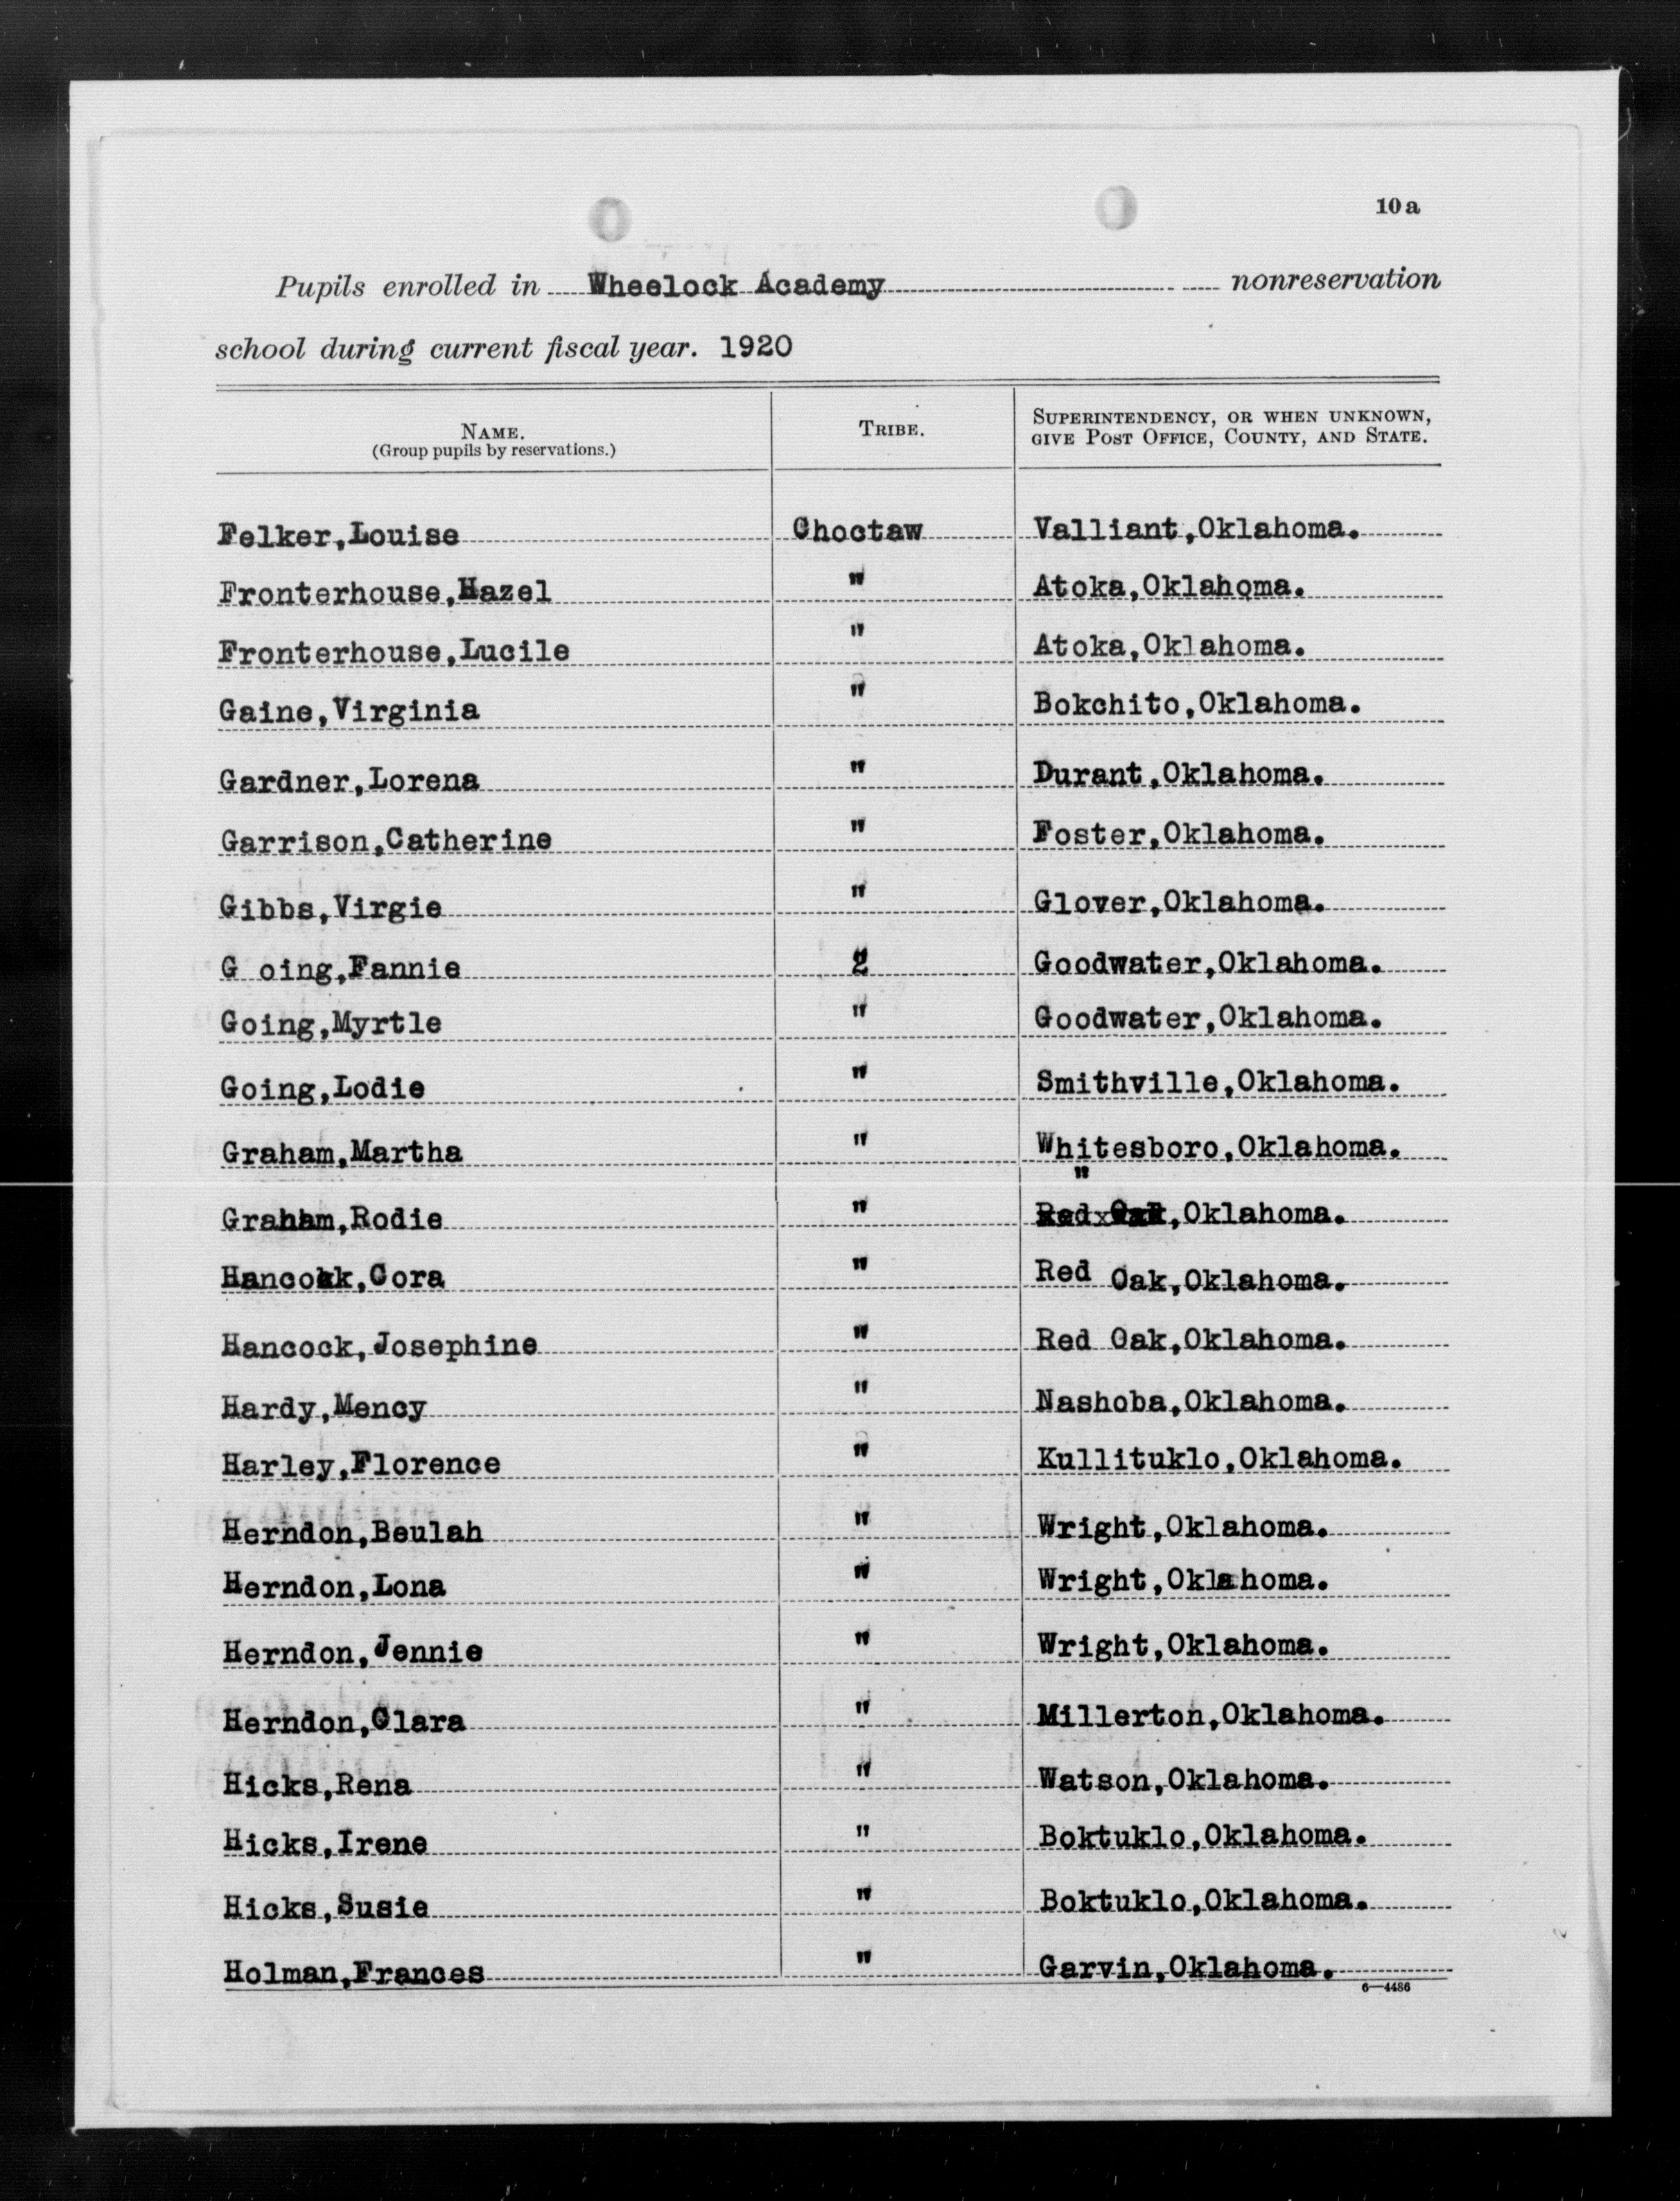 10a
Pupils enrolled in Wheelock Academy nonreservation
school during current fiscal year. 1920
NAME. TRIBE. SUPERINTENDENCY, OR WHEN UNKNOWN,
(Group pupils by reservations.) GIVE POST OFFICE, COUNTY, AND STATE.
Felker,Louise Choctaw Valliant,Oklahoma.
Fronterhouse,Hazel " Atoka,Oklahoma.
Fronterhouse,Lucile " Atoka,Oklahoma.
Gaine,Virginia " Bokchito,Oklahoma.
Gardner,Lorena " Durant,Oklahoma.
Garrison,Catherine " Foster,Oklahoma.
Gibbs,Virgie " Glover,Oklahoma.
G oing,Fannie " Goodwater,Oklahoma.
Going,Myrtle " Goodwater,Oklahoma.
Going,Lodie " Smithville,Oklahoma.
Graham,Martha " Whitesboro,Oklahoma.
"
Graham,Rodie " Red Oak,Oklahoma.
Hancock,Cora " Red Oak,Oklahoma.
Hancock,Josephine " Red Oak,Oklahoma.
Hardy,Mency " Nashoba,Oklahoma.
Harley,Florence " Kullituklo,Oklahoma.
Herndon,Beulah " Wright,Oklahoma.
Herndon,Lona " Wright,Oklahoma.
Herndon,Jennie " Wright,Oklahoma.
Herndon,Clara " Millerton,Oklahoma.
Hicks,Rena " Watson,Oklahoma.
Hicks,Irene " Boktuklo,Oklahoma.
Hicks,Susie " Boktuklo,Oklahoma.
Holman,Frances " Garvin,Oklahoma.
6—4486